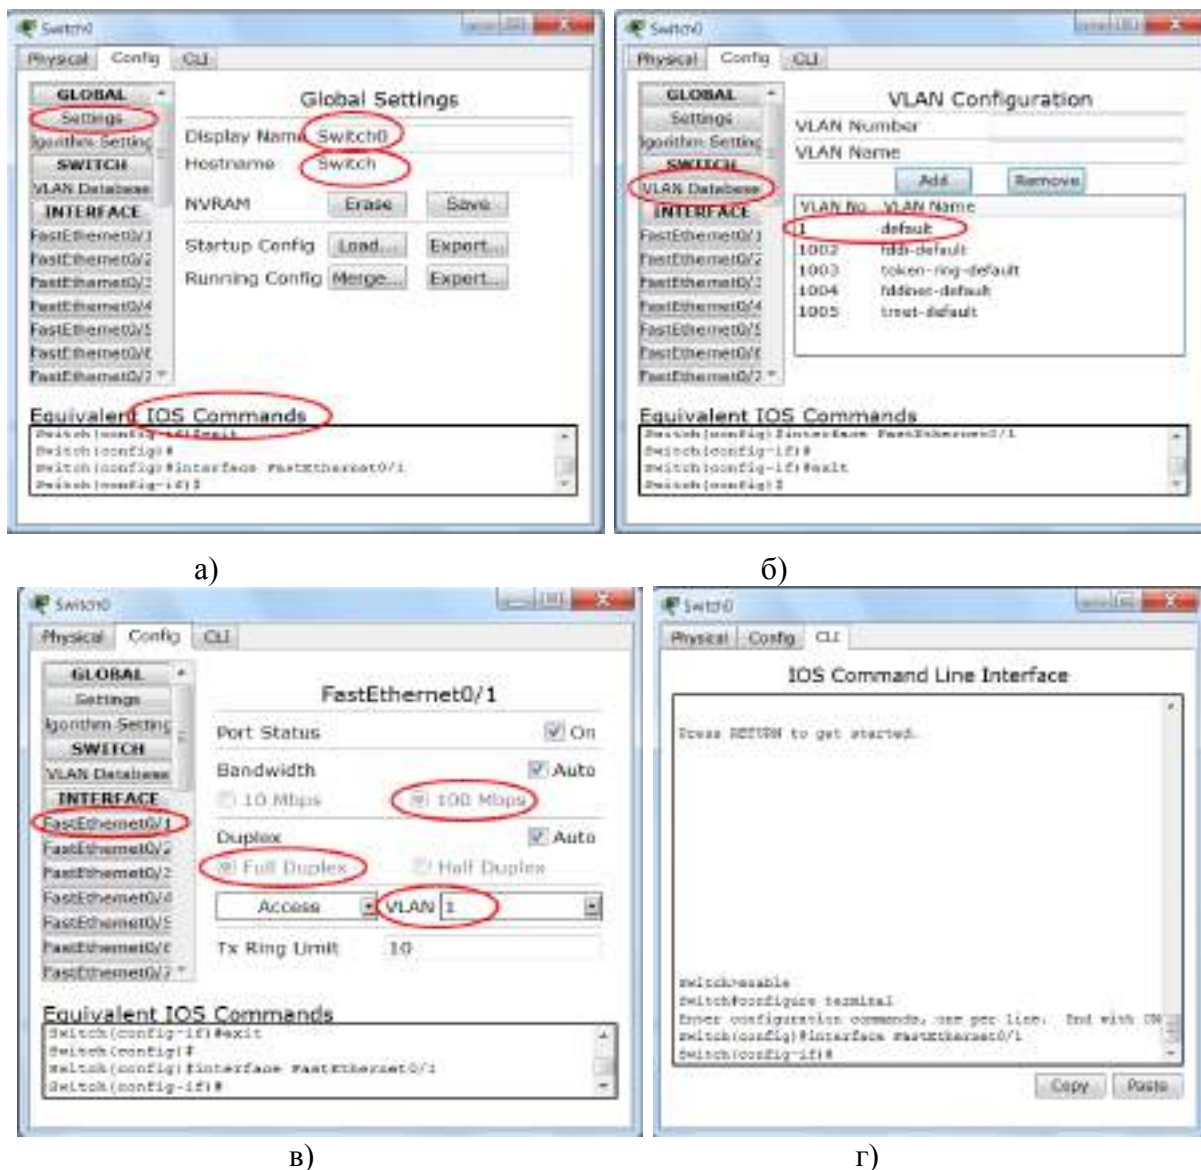 Switch0
Physical Config CLI
GLOBAL
Settings
lgorithm Setting
SWITCH
VLAN Database
INTERFACE
FastEthernet0/1
FastEthernet0/2
FastEthernet0/3
FastEthernet0/4
FastEthernet0/5
FastEthernet0/6
FastEthernet0/7
Global Settings
Display Name Switch0
Hostname Switch
NVRAM Erase Save
Startup Config Load... Export...
Running Config Merge... Export...
Equivalent IOS Commands
Switch(config-if)#exit
Switch(config)#
Switch(config)#interface FastEthernet0/1
Switch(config-if)#
а)
Switch0
Physical Config CLI
GLOBAL
Settings
lgorithm Setting
SWITCH
VLAN Database
INTERFACE
FastEthernet0/1
FastEthernet0/2
FastEthernet0/3
FastEthernet0/4
FastEthernet0/5
FastEthernet0/6
FastEthernet0/7
VLAN Configuration
VLAN Number
VLAN Name
Add Remove
VLAN No VLAN Name
1 default
1002 fddi-default
1003 token-ring-default
1004 fddinet-default
1005 trnet-default
Equivalent IOS Commands
Switch(config)#interface FastEthernet0/1
Switch(config-if)#
Switch(config-if)#exit
Switch(config)#
б)
Switch0
Physical Config CLI
GLOBAL
Settings
lgorithm Setting
SWITCH
VLAN Database
INTERFACE
FastEthernet0/1
FastEthernet0/2
FastEthernet0/3
FastEthernet0/4
FastEthernet0/5
FastEthernet0/6
FastEthernet0/7
FastEthernet0/1
Port Status On
Bandwidth Auto
10 Mbps 100 Mbps
Duplex Auto
Full Duplex Half Duplex
Access VLAN 1
Tx Ring Limit 10
Equivalent IOS Commands
Switch(config-if)#exit
Switch(config)#
Switch(config)#interface FastEthernet0/1
Switch(config-if)#
в)
Switch0
Physical Config CLI
IOS Command Line Interface
Press RETURN to get started.
Switch>enable
Switch#configure terminal
Enter configuration commands, one per line. End with CN
Switch(config)#interface FastEthernet0/1
Switch(config-if)#
Copy Paste
г)